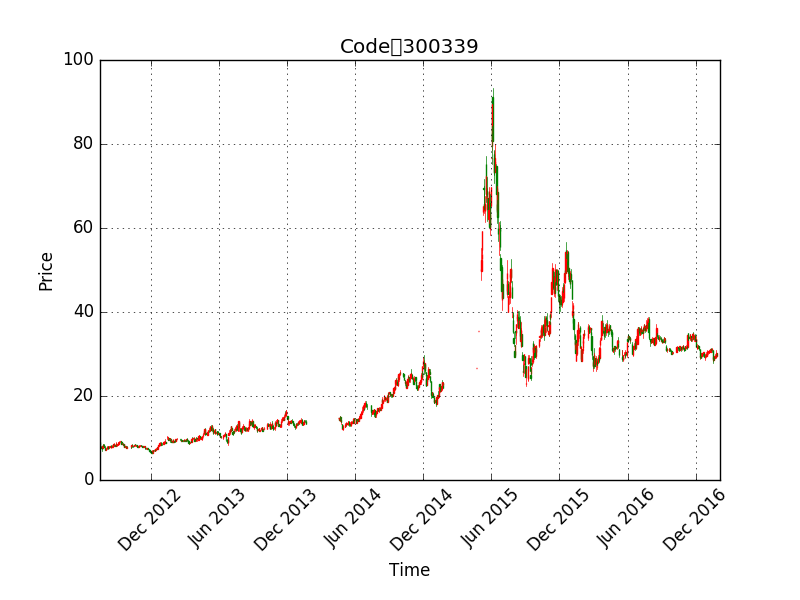 Code▯300339
100
80
60
40
20
0
Price
Dec 2012
Jun 2013
Dec 2013
Jun 2014
Dec 2014
Jun 2015
Dec 2015
Jun 2016
Dec 2016
Time